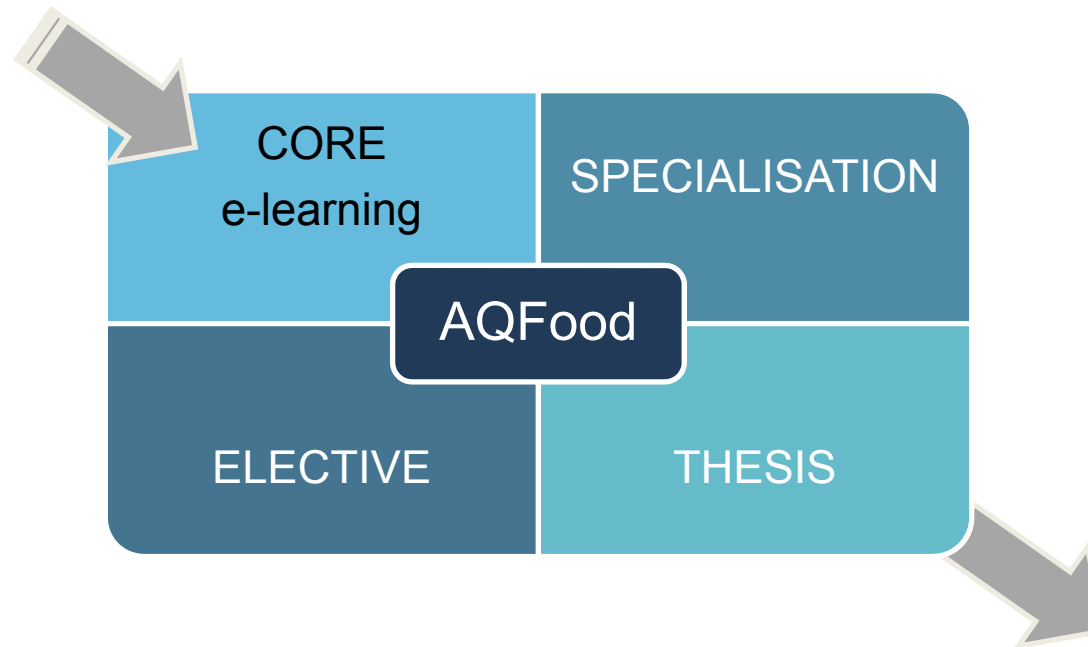 CORE
e-learning
SPECIALISATION
AQFood
ELECTIVE
THESIS